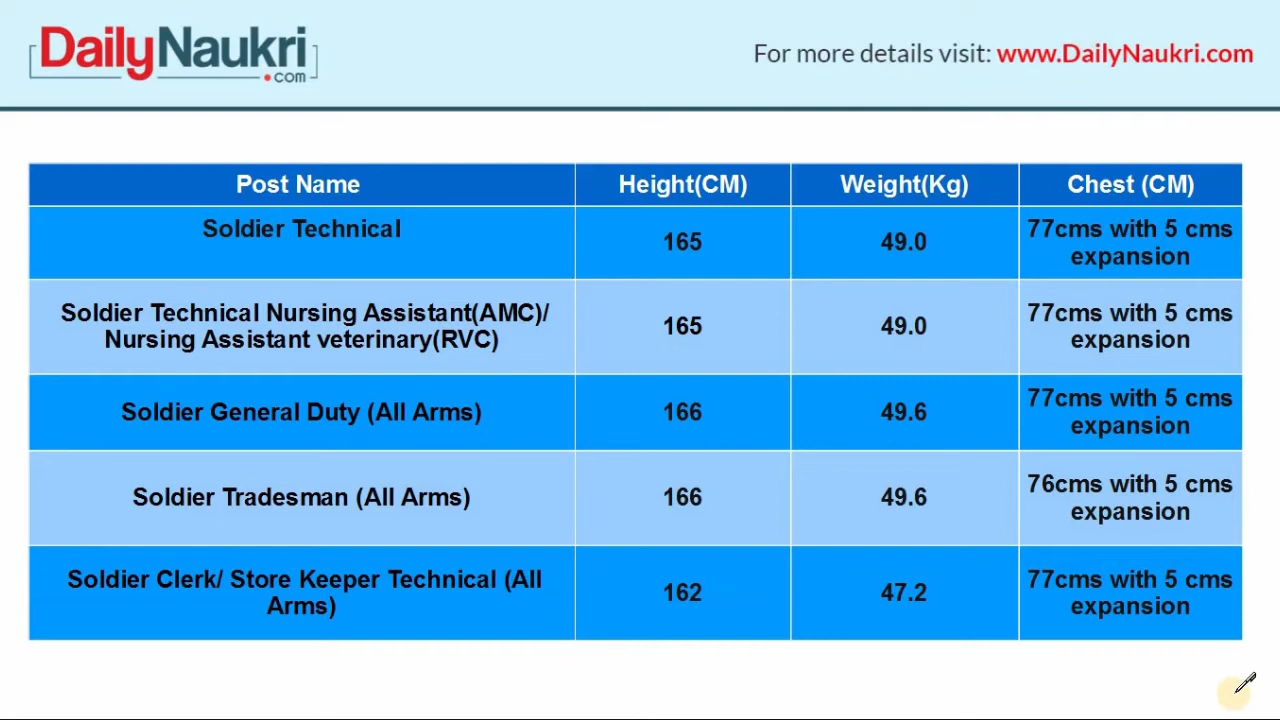 DailyNaukri
.com
For more details visit: www.DailyNaukri.com
Post Name Height(CM) Weight(Kg) Chest (CM)
Soldier Technical 165 49.0 77cms with 5 cms
expansion
Soldier Technical Nursing Assistant(AMC)/
Nursing Assistant veterinary(RVC) 165 49.0 77cms with 5 cms
expansion
Soldier General Duty (All Arms) 166 49.6 77cms with 5 cms
expansion
Soldier Tradesman (All Arms) 166 49.6 76cms with 5 cms
expansion
Soldier Clerk/ Store Keeper Technical (All
Arms) 162 47.2 77cms with 5 cms
expansion